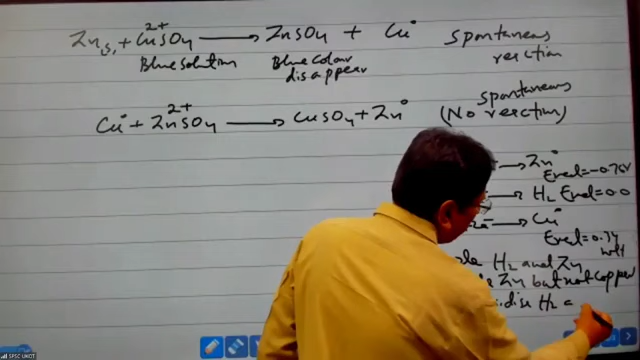 Zn(s) + Cu²⁺SO₄ ⟶ ZnSO₄ + Cu° spontaneous
Blue solution Blue colour reaction
disappear
spontaneous
Cu° + Zn²⁺SO₄ ⟶ CuSO₄ + Zn° (No reaction)
⟶ Zn°
Ered = -0.76V
⟶ H₂ Ered = 0.0
⟶ Cu°
Ered = 0.34
volt
H₂ and Zn
Zn but not copper
H₂
SPSC UKOT